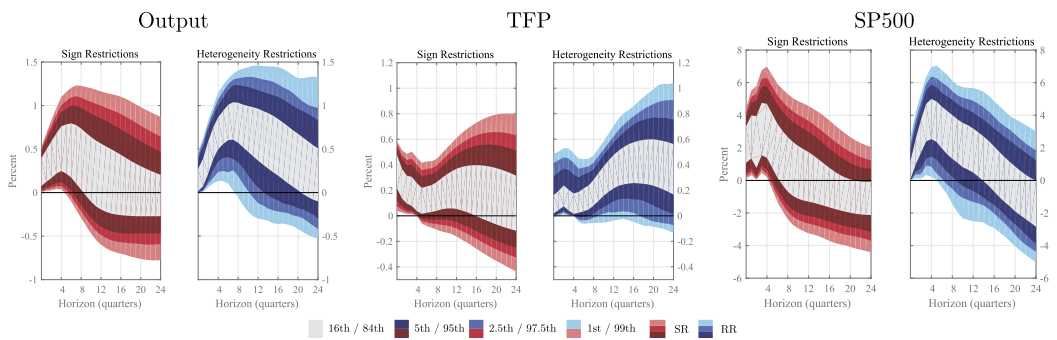 Output TFP SP500
Sign Restrictions Heterogeneity Restrictions Sign Restrictions Heterogeneity Restrictions Sign Restrictions Heterogeneity Restrictions
Percent
1.5
1
0.5
0
-0.5
-1
0 4 8 12 16 20 24
Horizon (quarters)
1.5
1
0.5
0
-0.5
-1
0 4 8 12 16 20 24
Horizon (quarters)
Percent
1.2
1
0.8
0.6
0.4
0.2
0
-0.2
-0.4
0 4 8 12 16 20 24
Horizon (quarters)
1.2
1
0.8
0.6
0.4
0.2
0
-0.2
-0.4
0 4 8 12 16 20 24
Horizon (quarters)
Percent
8
6
4
2
0
-2
-4
-6
0 4 8 12 16 20 24
Horizon (quarters)
8
6
4
2
0
-2
-4
-6
0 4 8 12 16 20 24
Horizon (quarters)
16th / 84th 5th / 95th 2.5th / 97.5th 1st / 99th SR RR